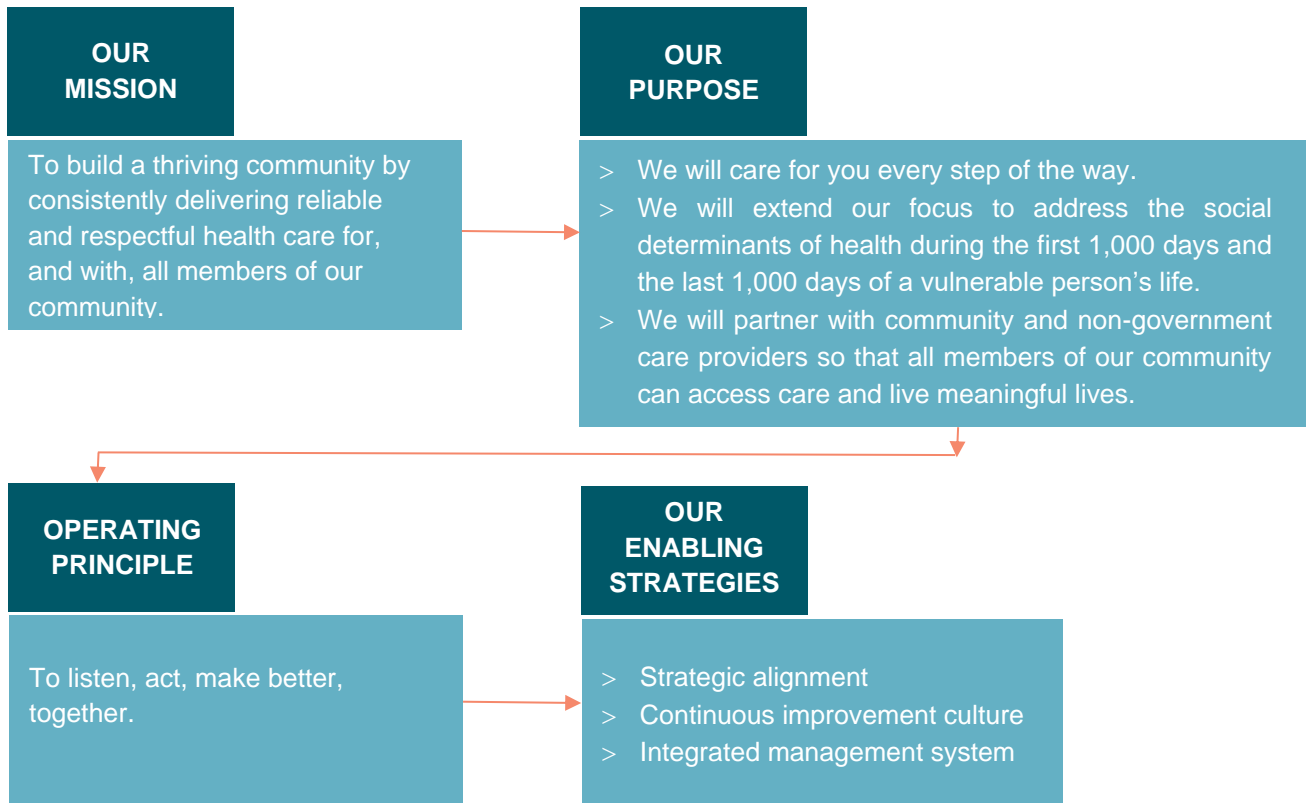 OUR
MISSION
To build a thriving community by
consistently delivering reliable
and respectful health care for,
and with, all members of our
community.
OUR
PURPOSE
> We will care for you every step of the way.
> We will extend our focus to address the social
determinants of health during the first 1,000 days and
the last 1,000 days of a vulnerable person’s life.
> We will partner with community and non-government
care providers so that all members of our community
can access care and live meaningful lives.
OPERATING
PRINCIPLE
To listen, act, make better,
together.
OUR
ENABLING
STRATEGIES
> Strategic alignment
> Continuous improvement culture
> Integrated management system